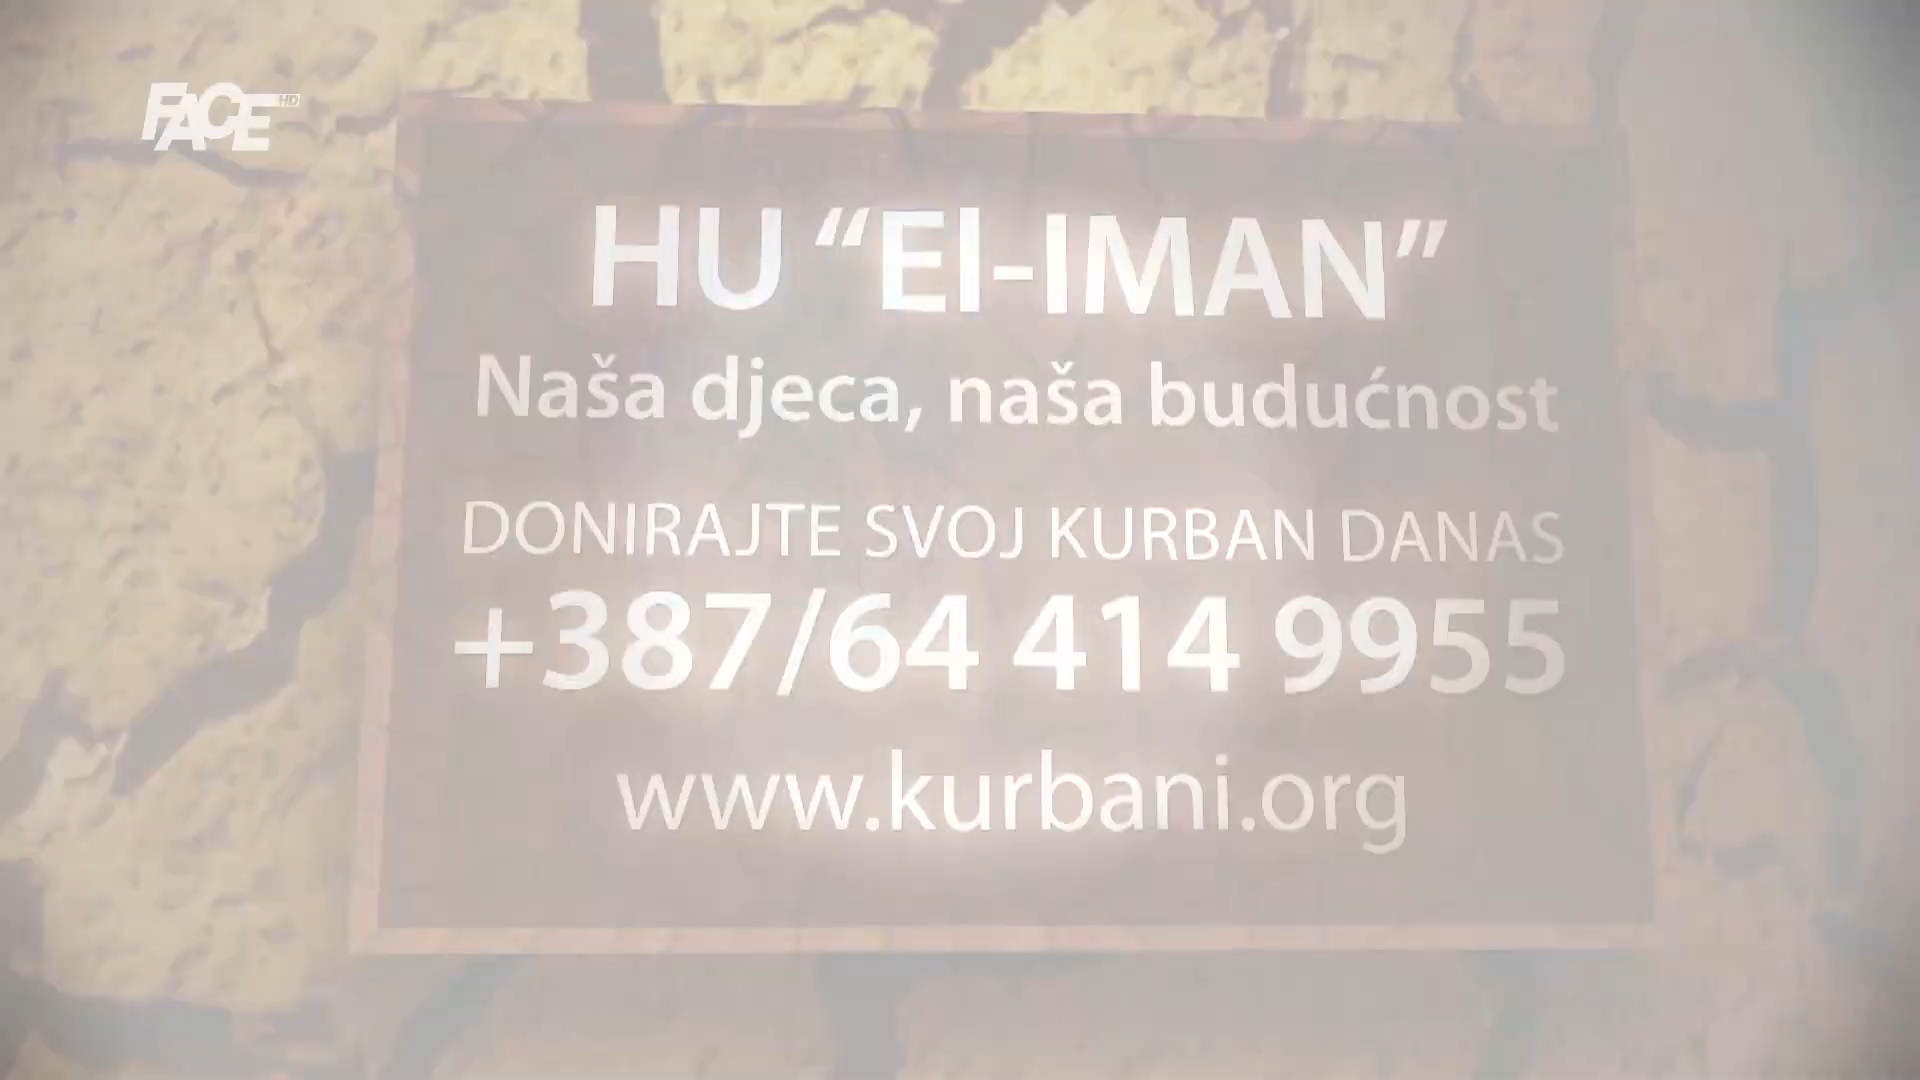 FACE HD
HU “El-IMAN”
Naša djeca, naša budućnost
DONIRAJTE SVOJ KURBAN DANAS
+387/64 414 9955
www.kurbani.org